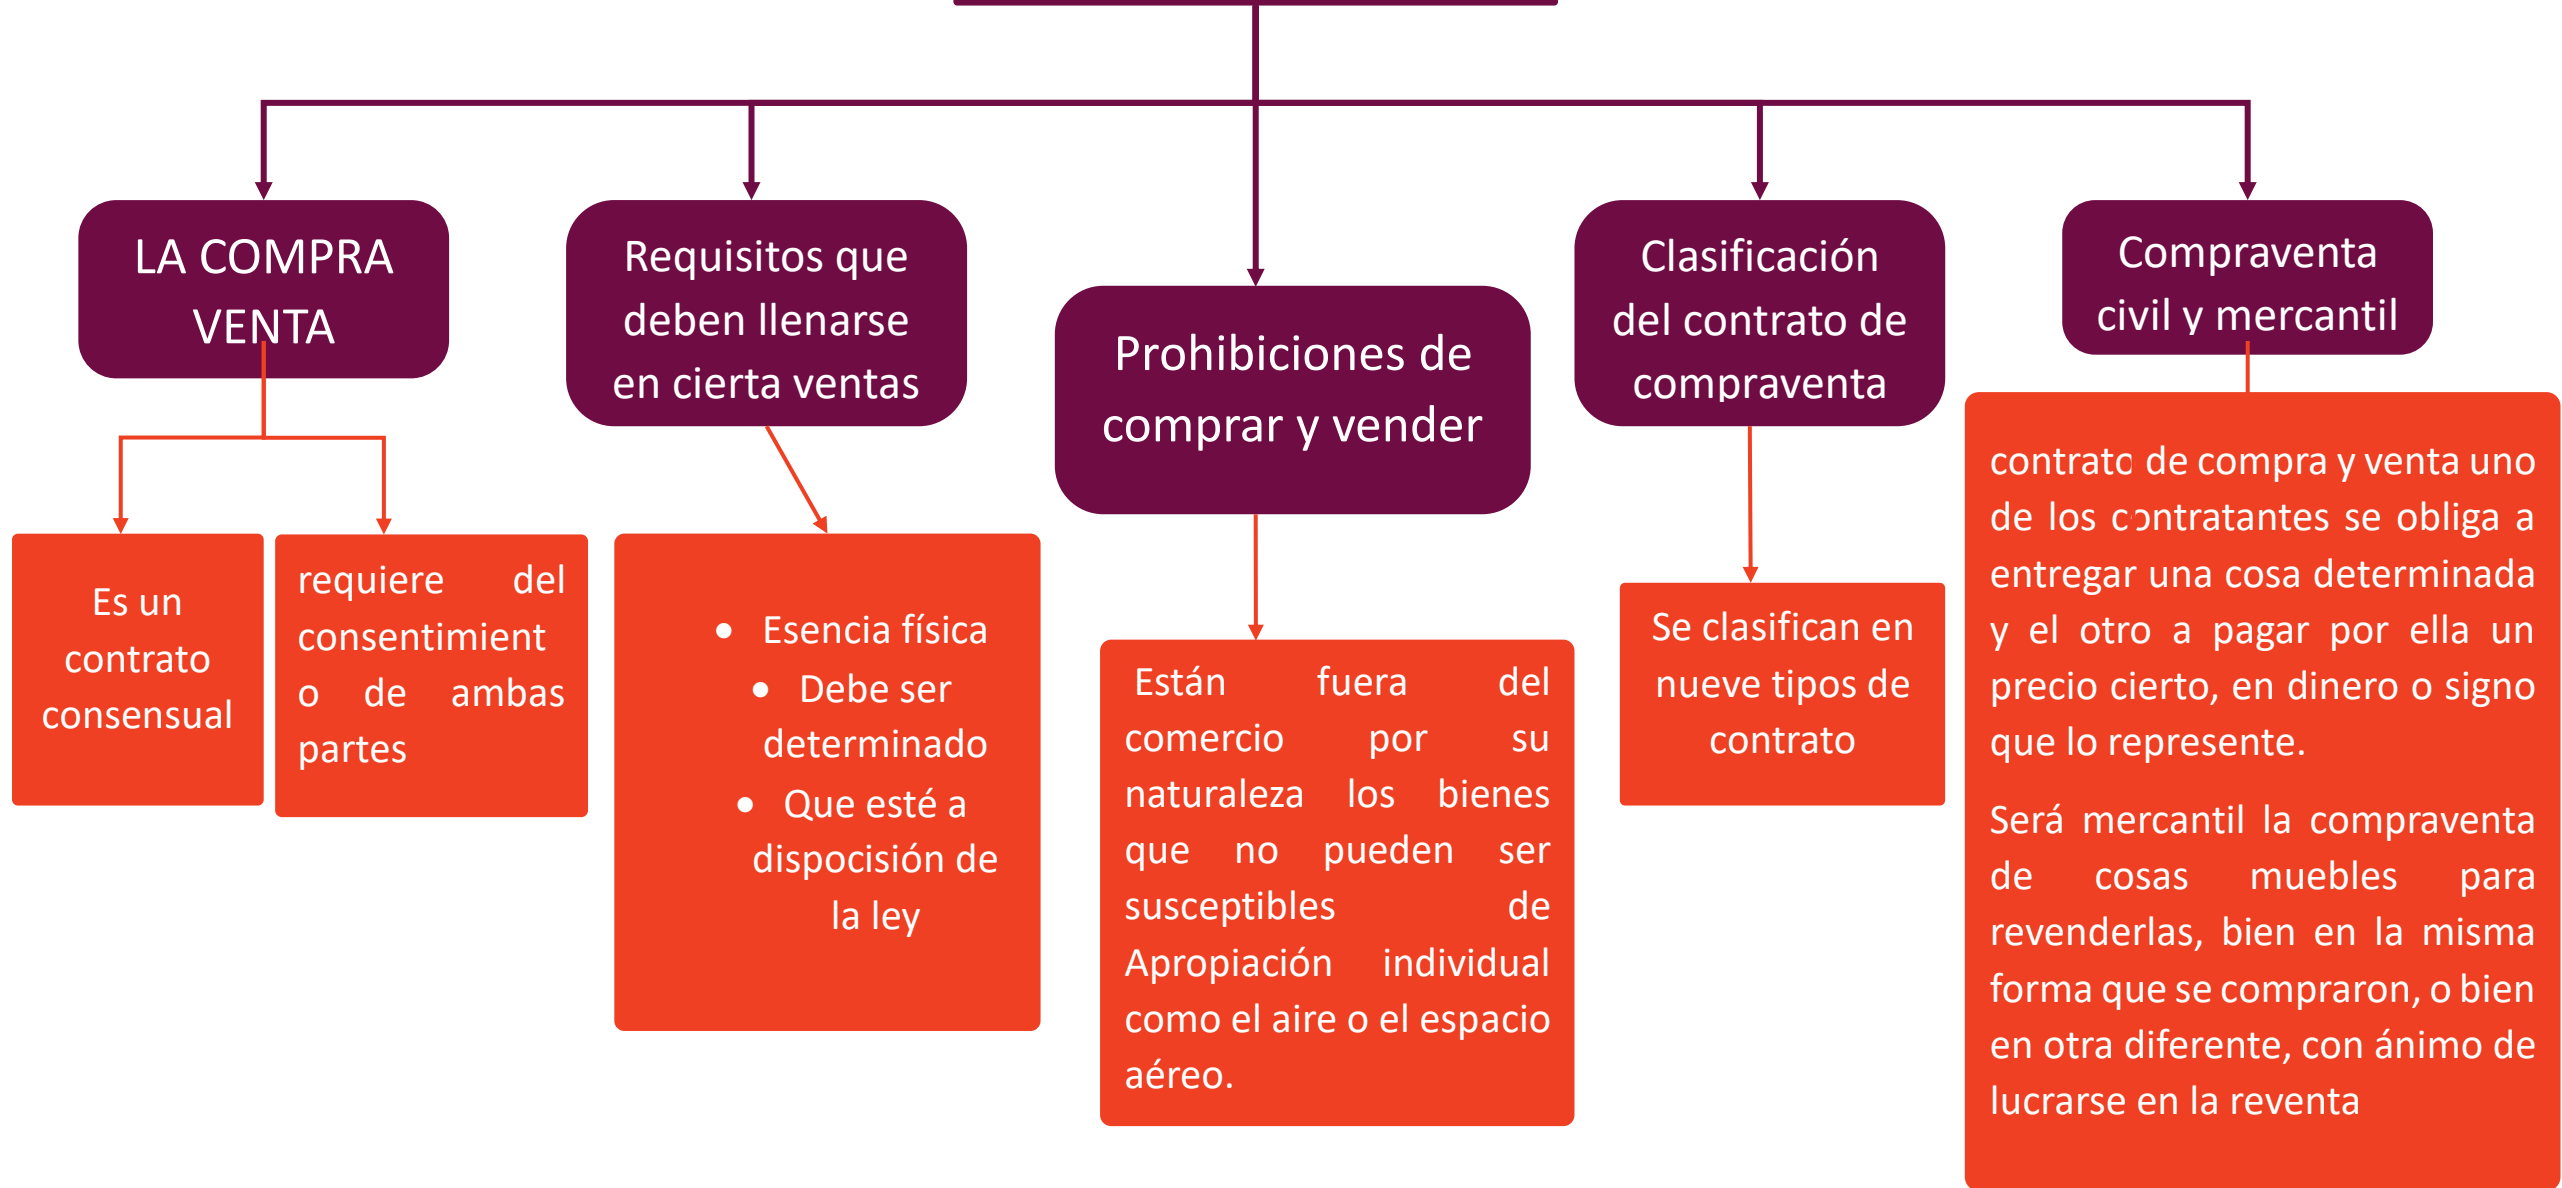 LA COMPRA
VENTA
Requisitos que
deben llenarse
en cierta ventas
Prohibiciones de
comprar y vender
Clasificación
del contrato de
compraventa
Compraventa
civil y mercantil
Es un
contrato
consensual
requiere del
consentimient
o de ambas
partes
• Esencia física
• Debe ser
determinado
• Que esté a
dispocisión de
la ley
Están fuera del
comercio por su
naturaleza los bienes
que no pueden ser
susceptibles de
Apropiación individual
como el aire o el espacio
aéreo.
Se clasifican en
nueve tipos de
contrato
contrato de compra y venta uno
de los contratantes se obliga a
entregar una cosa determinada
y el otro a pagar por ella un
precio cierto, en dinero o signo
que lo represente.
Será mercantil la compraventa
de cosas muebles para
revenderlas, bien en la misma
forma que se compraron, o bien
en otra diferente, con ánimo de
lucrarse en la reventa